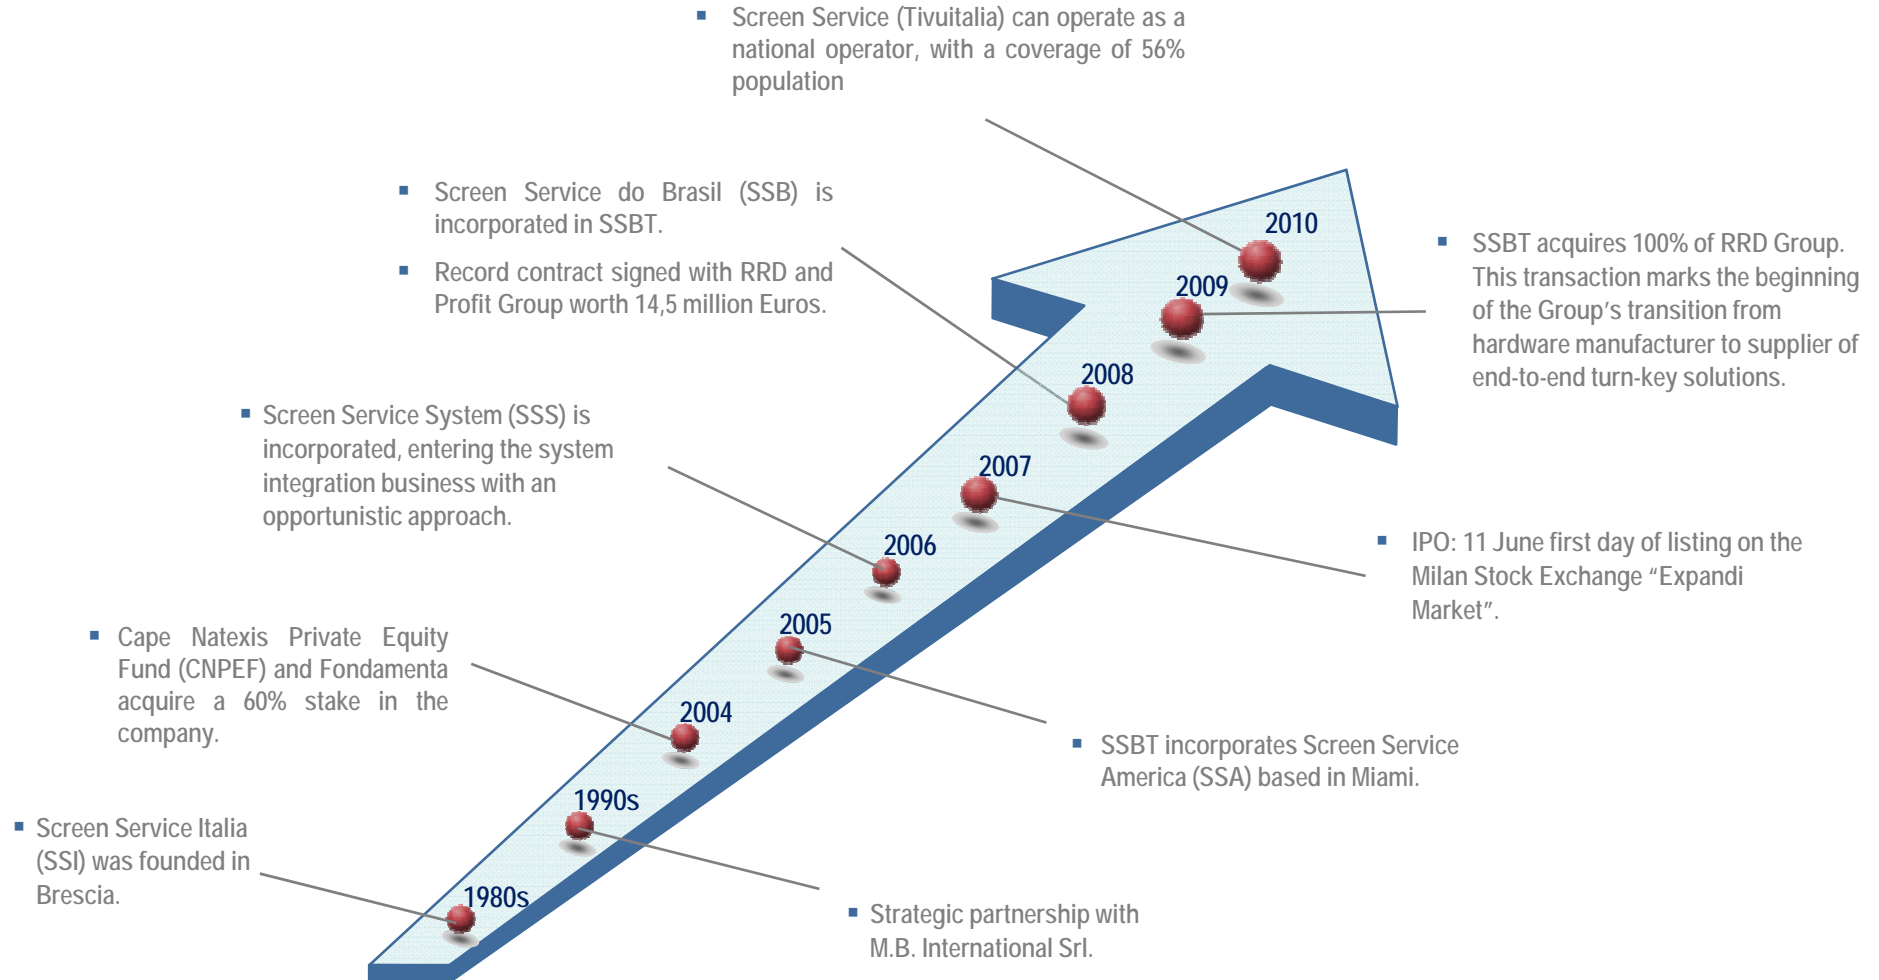 ▪ Screen Service (Tivuitalia) can operate as a
national operator, with a coverage of 56%
population
▪ Screen Service do Brasil (SSB) is
incorporated in SSBT.
▪ Record contract signed with RRD and
Profit Group worth 14,5 million Euros.
▪ Screen Service System (SSS) is
incorporated, entering the system
integration business with an
opportunistic approach.
▪ Cape Natexis Private Equity
Fund (CNPEF) and Fondamenta
acquire a 60% stake in the
company.
▪ Screen Service Italia
(SSI) was founded in
Brescia.
2010
2009
2008
2007
2006
2005
2004
1990s
1980s
▪ SSBT acquires 100% of RRD Group.
This transaction marks the beginning
of the Group's transition from
hardware manufacturer to supplier of
end-to-end turn-key solutions.
▪ IPO: 11 June first day of listing on the
Milan Stock Exchange “Expandi
Market”.
▪ SSBT incorporates Screen Service
America (SSA) based in Miami.
▪ Strategic partnership with
M.B. International Srl.